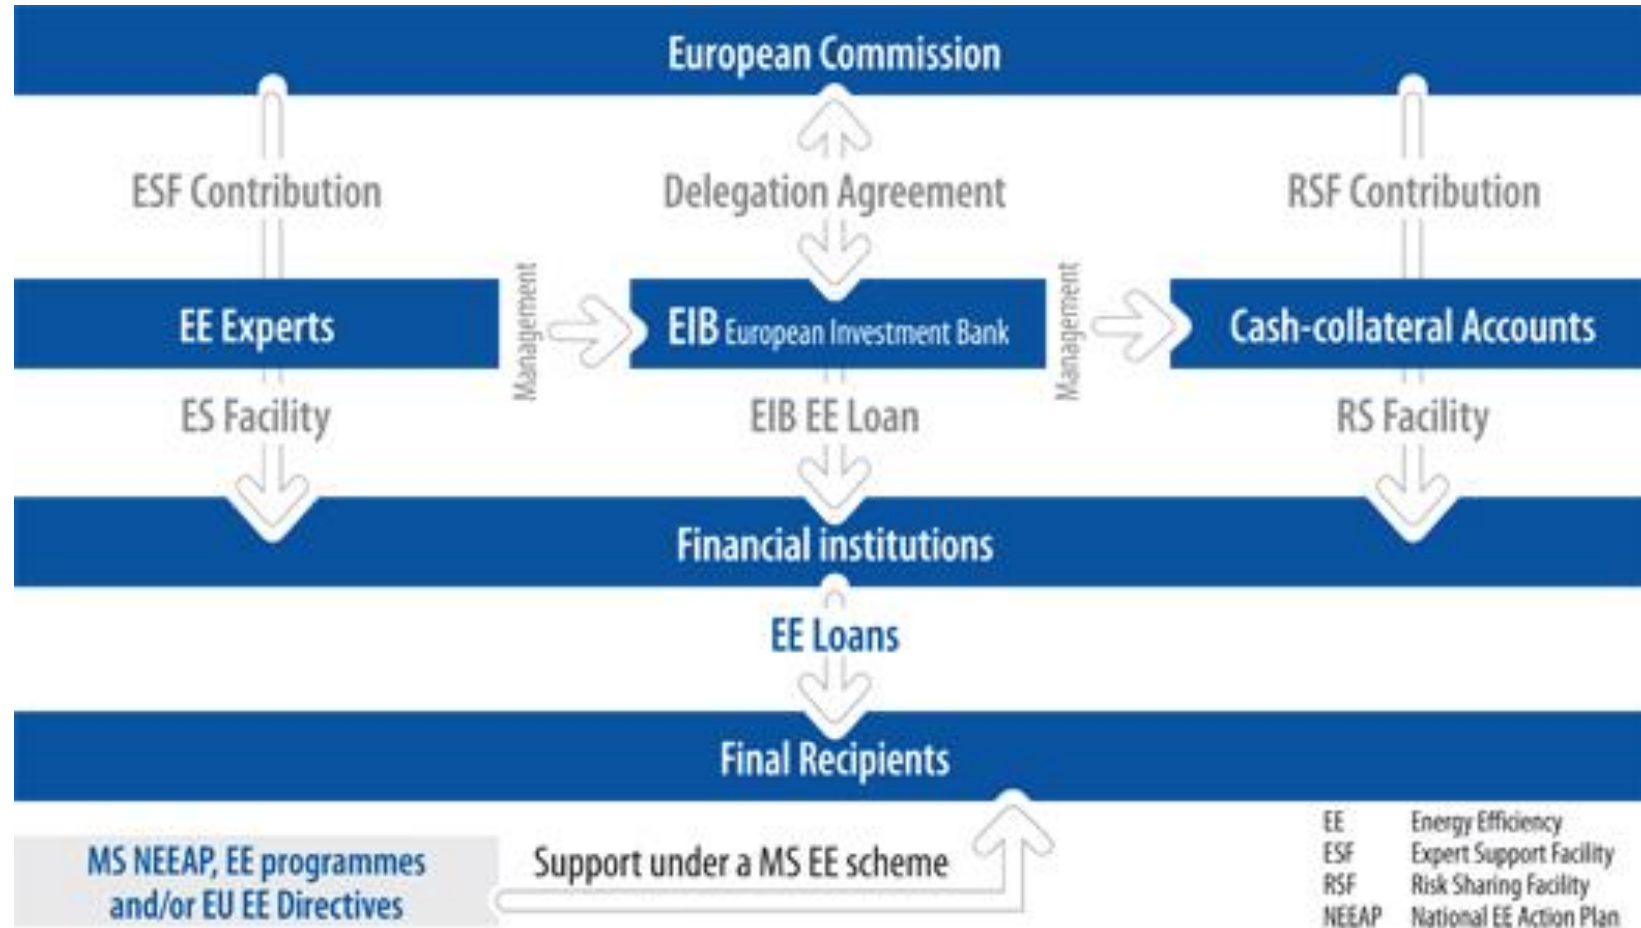 European Commission
ESF Contribution
Delegation Agreement
RSF Contribution
EE Experts
Management
EIB European Investment Bank
Management
Cash-collateral Accounts
ES Facility
EIB EE Loan
RS Facility
Financial institutions
EE Loans
Final Recipients
MS NEEAP, EE programmes
and/or EU EE Directives
Support under a MS EE scheme
EE Energy Efficiency
ESF Expert Support Facility
RSF Risk Sharing Facility
NEEAP National EE Action Plan